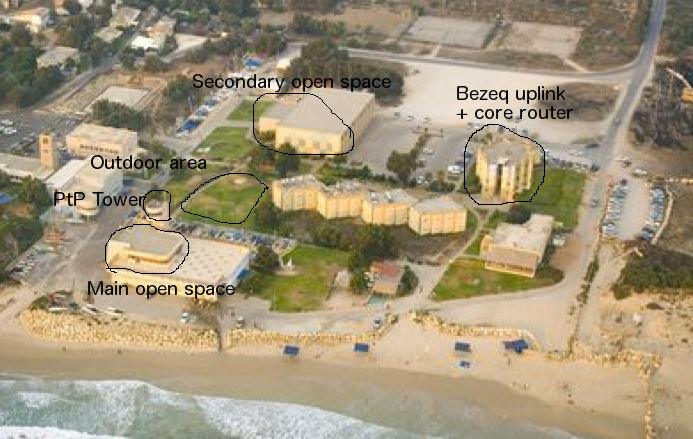 Secondary open space
Bezeq uplink
+ core router
Outdoor area
PtP Tower
Main open space